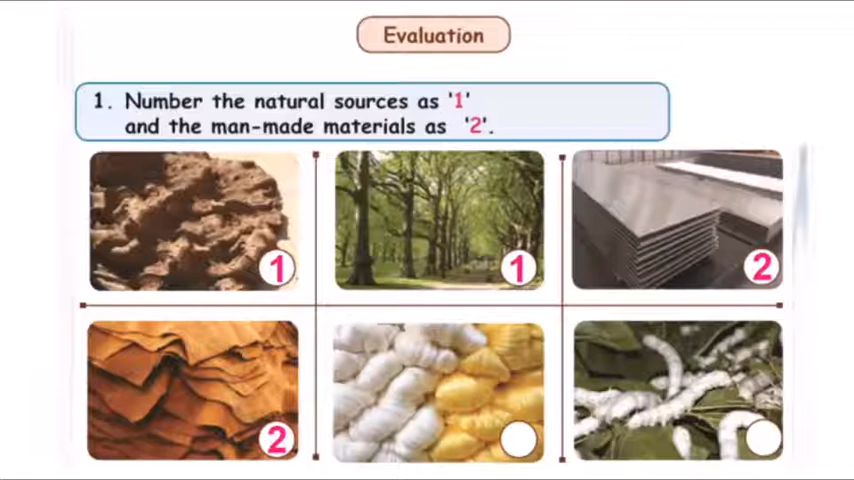 Evaluation
1. Number the natural sources as '1'
and the man-made materials as '2'.
1
1
2
2